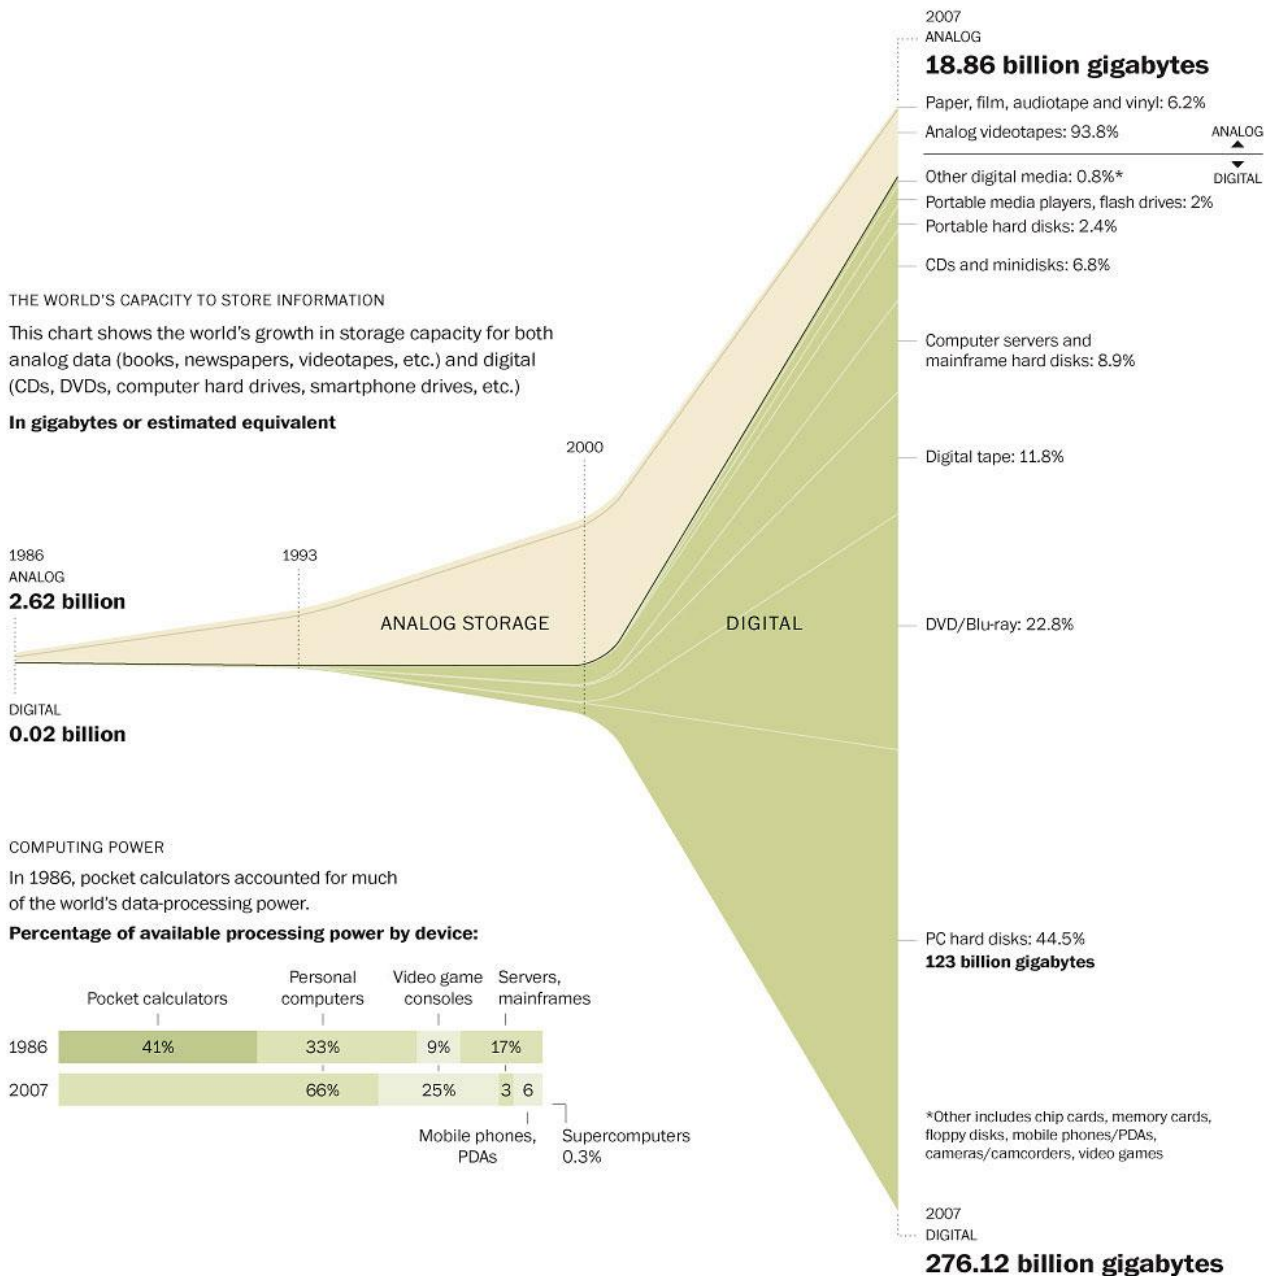 2007
ANALOG
18.86 billion gigabytes
Paper, film, audiotape and vinyl: 6.2%
Analog videotapes: 93.8%
ANALOG
Other digital media: 0.8%*
DIGITAL
Portable media players, flash drives: 2%
Portable hard disks: 2.4%
CDs and minidisks: 6.8%
Computer servers and
mainframe hard disks: 8.9%
Digital tape: 11.8%
DVD/Blu-ray: 22.8%
PC hard disks: 44.5%
123 billion gigabytes
*Other includes chip cards, memory cards,
floppy disks, mobile phones/PDAs,
cameras/camcorders, video games
2007
DIGITAL
276.12 billion gigabytes
THE WORLD'S CAPACITY TO STORE INFORMATION
This chart shows the world's growth in storage capacity for both
analog data (books, newspapers, videotapes, etc.) and digital
(CDs, DVDs, computer hard drives, smartphone drives, etc.)
In gigabytes or estimated equivalent
2000
1993
1986
ANALOG
2.62 billion
ANALOG STORAGE
DIGITAL
DIGITAL
0.02 billion
COMPUTING POWER
In 1986, pocket calculators accounted for much
of the world's data-processing power.
Percentage of available processing power by device:
Pocket calculators
Personal
computers
Video game
consoles
Servers,
mainframes
1986 41% 33% 9% 17%
2007 66% 25% 3 6
Mobile phones,
PDAs
Supercomputers
0.3%